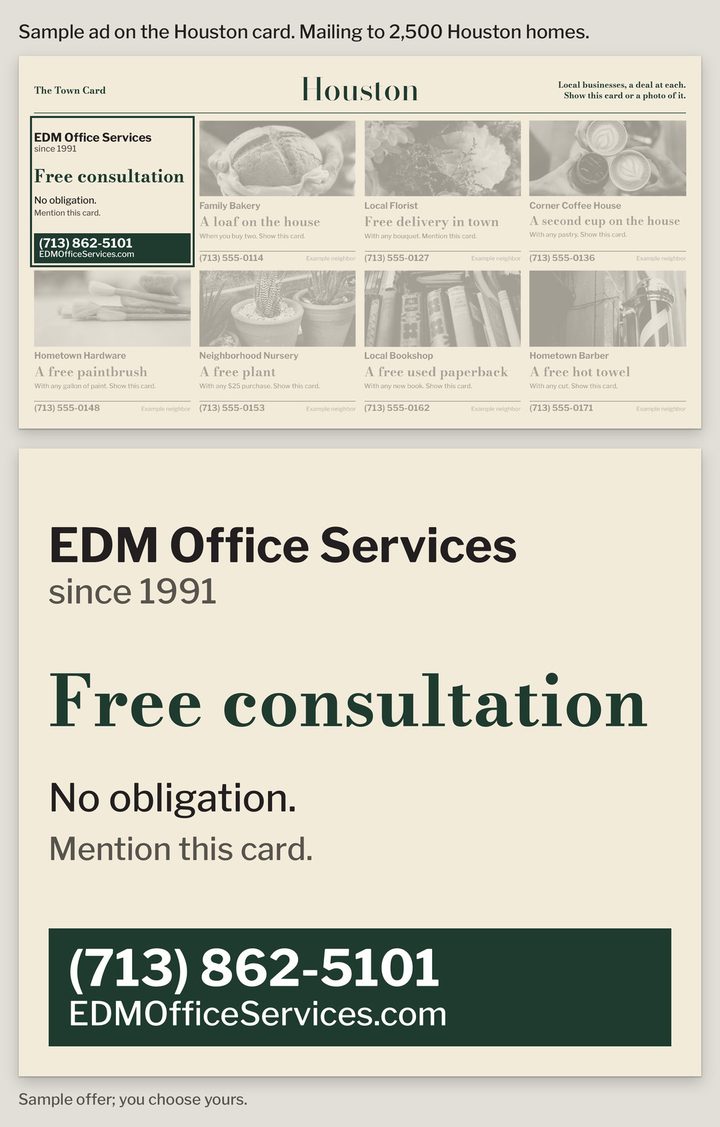 Sample ad on the Houston card. Mailing to 2,500 Houston homes.
The Town Card
Houston
Local businesses, a deal at each.
Show this card or a photo of it.
EDM Office Services
since 1991
Free consultation
No obligation.
Mention this card.
(713) 862-5101
EDMOfficeServices.com
Family Bakery
A loaf on the house
When you buy two. Show this card.
(713) 555-0114
Example neighbor
Local Florist
Free delivery in town
With any bouquet. Mention this card.
(713) 555-0127
Example neighbor
Corner Coffee House
A second cup on the house
With any pastry. Show this card.
(713) 555-0136
Example neighbor
Hometown Hardware
A free paintbrush
With any gallon of paint. Show this card.
(713) 555-0148
Example neighbor
Neighborhood Nursery
A free plant
With any $25 purchase. Show this card.
(713) 555-0153
Example neighbor
Local Bookshop
A free used paperback
With any new book. Show this card.
(713) 555-0162
Example neighbor
Hometown Barber
A free hot towel
With any cut. Show this card.
(713) 555-0171
Example neighbor
EDM Office Services
since 1991
Free consultation
No obligation.
Mention this card.
(713) 862-5101
EDMOfficeServices.com
Sample offer; you choose yours.